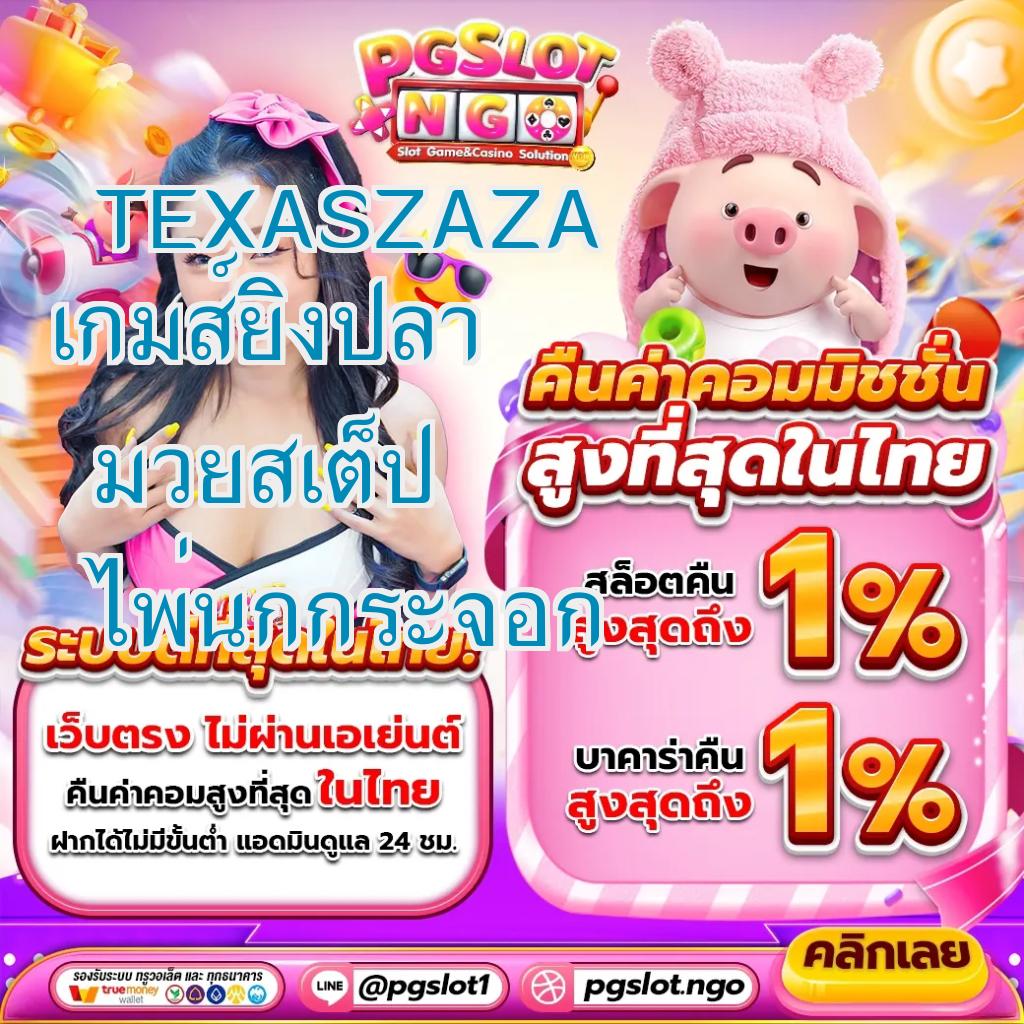 PGSLOT
NGO
Slot Game&Casino Solution
TEXASZAZA
เกมส์ยิงปลา
มวยสเต็ป
ไพ่นกกระจอก
คืนค่าคอมมิชชั่น
สูงที่สุดในไทย
สล็อตคืน
สูงสุดถึง
1%
บาคาร่าคืน
สูงสุดถึง
1%
เว็บตรง ไม่ผ่านเอเย่นต์
คืนค่าคอมสูงที่สุด ในไทย
ฝากได้ไม่มีขั้นต่ำ แอดมินดูแล 24 ชม.
คลิกเลย
รองรับระบบ ทรูวอเล็ต และ ทุกธนาคาร
truemoney
wallet
LINE @pgslot1
pgslot.ngo